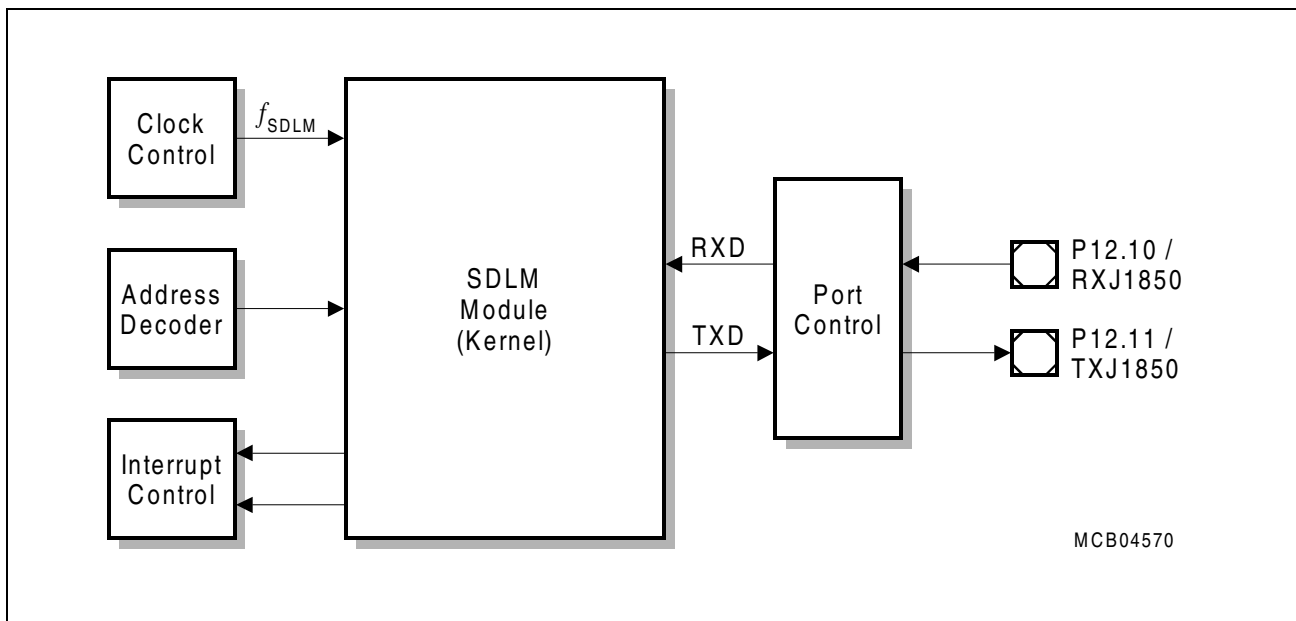 Clock
Control
fSDLM
Address
Decoder
Interrupt
Control
SDLM
Module
(Kernel)
RXD
TXD
Port
Control
P12.10 /
RXJ1850
P12.11 /
TXJ1850
MCB04570